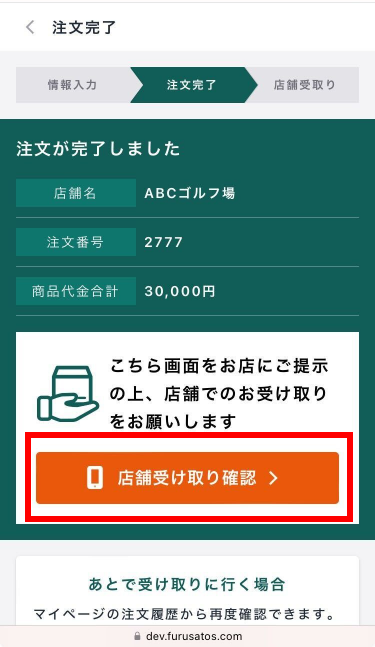 注文完了
情報入力 注文完了 店舗受取り
注文が完了しました
店舗名 ABCゴルフ場
注文番号 2777
商品代金合計 30,000円
こちら画面をお店にご提示
の上、店舗でのお受け取り
をお願いします
店舗受け取り確認
あとで受け取りに行く場合
マイページの注文履歴から再度確認できます。
dev.furusatos.com